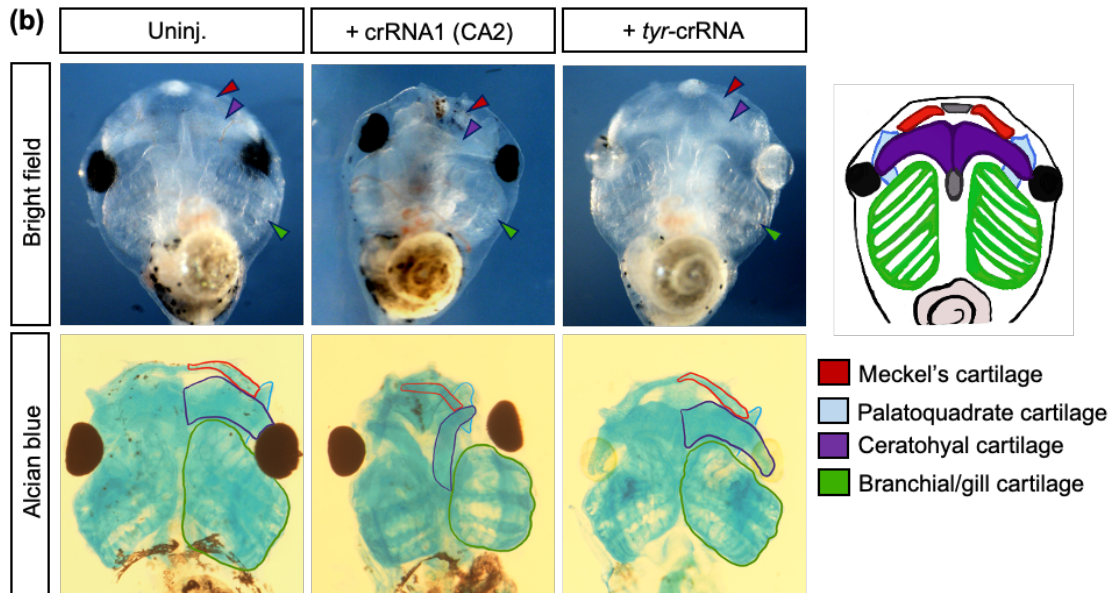 (b)
Uninj.
+ crRNA1 (CA2)
+ tyr-crRNA
Bright field
Alcian blue
Meckel's cartilage
Palatoquadrate cartilage
Ceratohyal cartilage
Branchial/gill cartilage